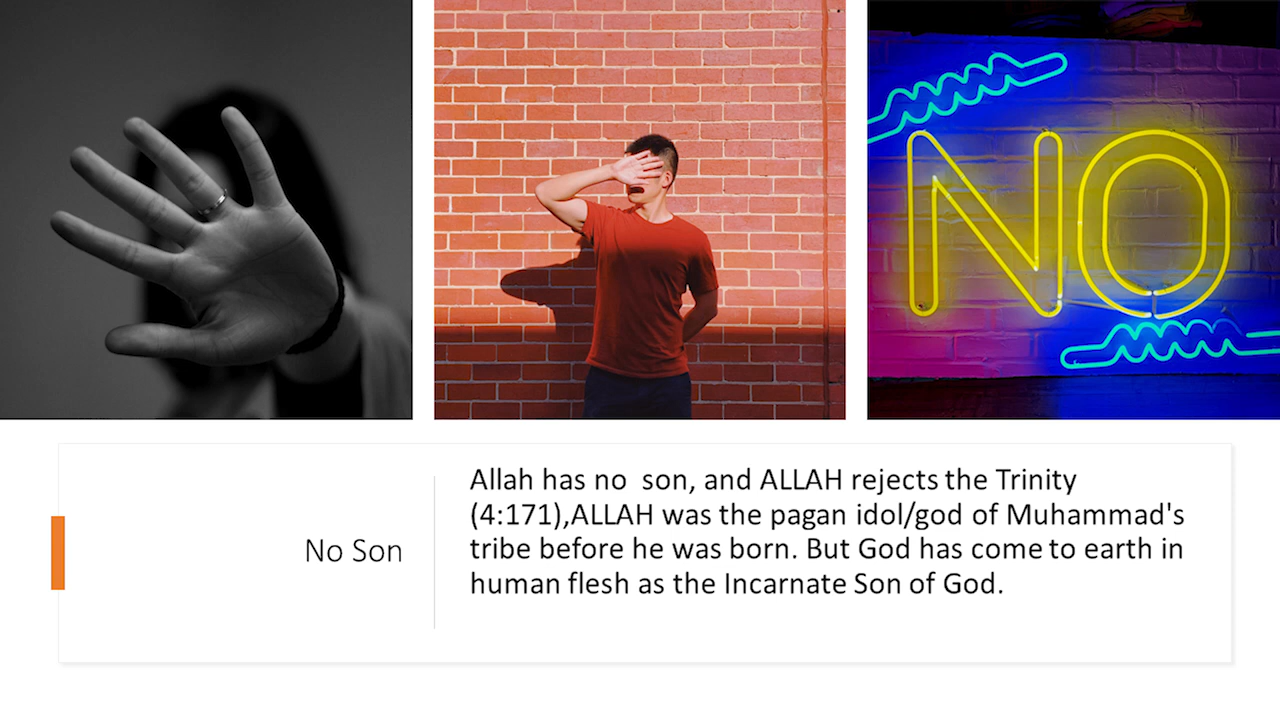 NO
No Son
Allah has no  son, and ALLAH rejects the Trinity
(4:171),ALLAH was the pagan idol/god of Muhammad's
tribe before he was born. But God has come to earth in
human flesh as the Incarnate Son of God.